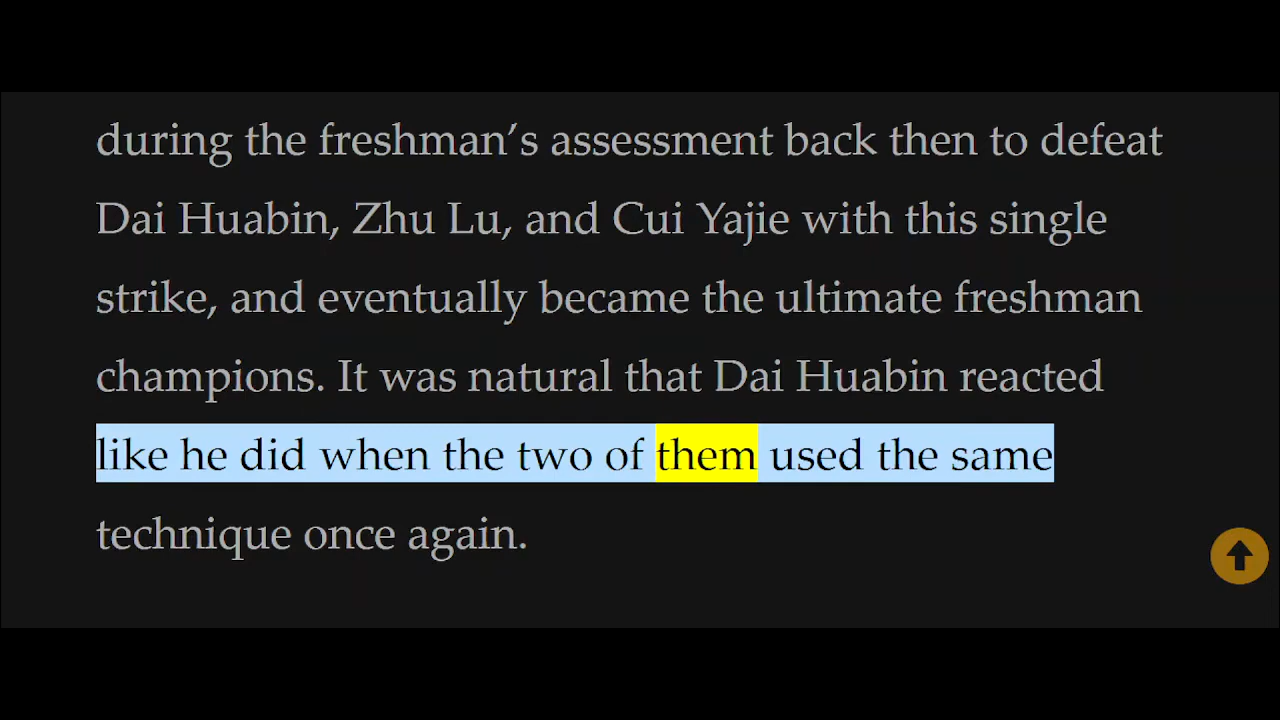 during the freshman’s assessment back then to defeat
Dai Huabin, Zhu Lu, and Cui Yajie with this single
strike, and eventually became the ultimate freshman
champions. It was natural that Dai Huabin reacted
like he did when the two of them used the same
technique once again.